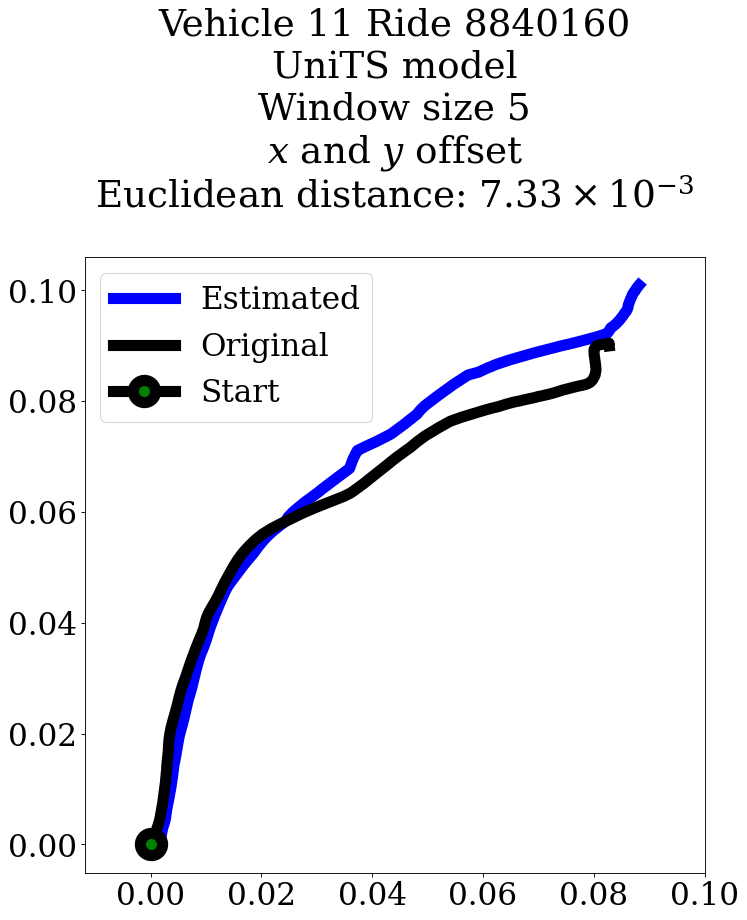 Vehicle 11 Ride 8840160
UniTS model
Window size 5
x and y offset
Euclidean distance: 7.33 × 10⁻³
Estimated
Original
Start
0.10
0.08
0.06
0.04
0.02
0.00
0.00 0.02 0.04 0.06 0.08 0.10